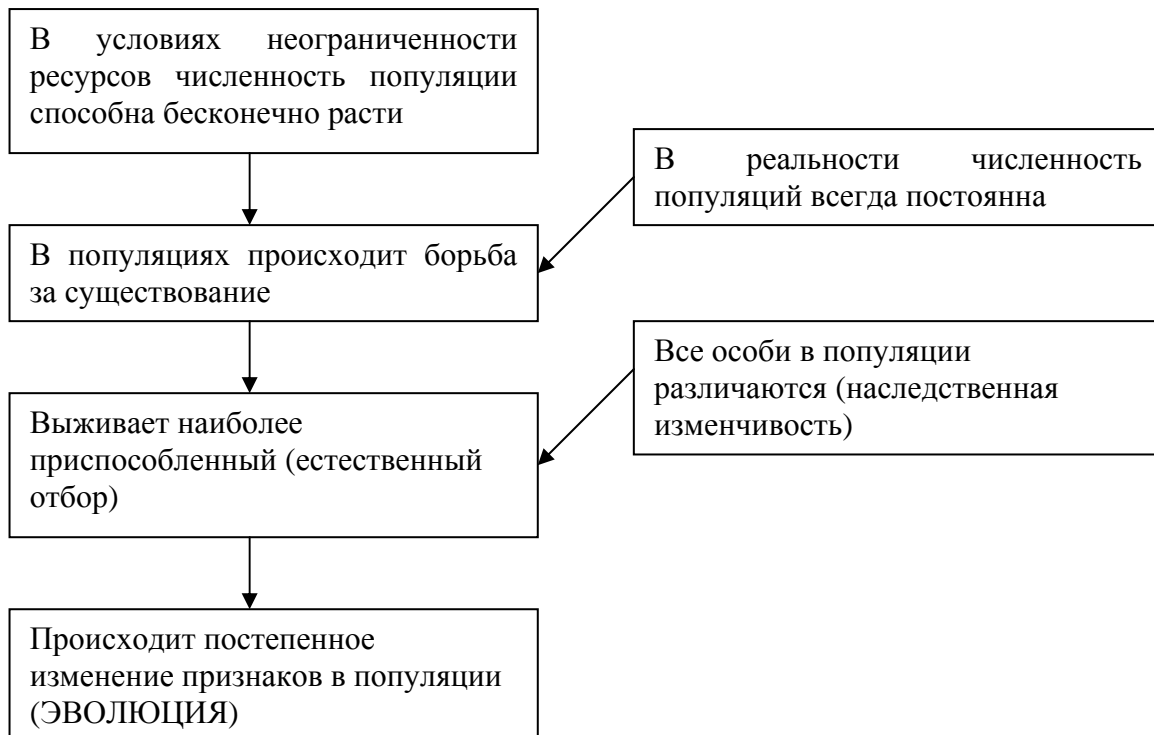 В условиях неограниченности
ресурсов численность популяции
способна бесконечно расти
В реальности численность
популяций всегда постоянна
В популяциях происходит борьба
за существование
Все особи в популяции
различаются (наследственная
изменчивость)
Выживает наиболее
приспособленный (естественный
отбор)
Происходит постепенное
изменение признаков в популяции
(ЭВОЛЮЦИЯ)